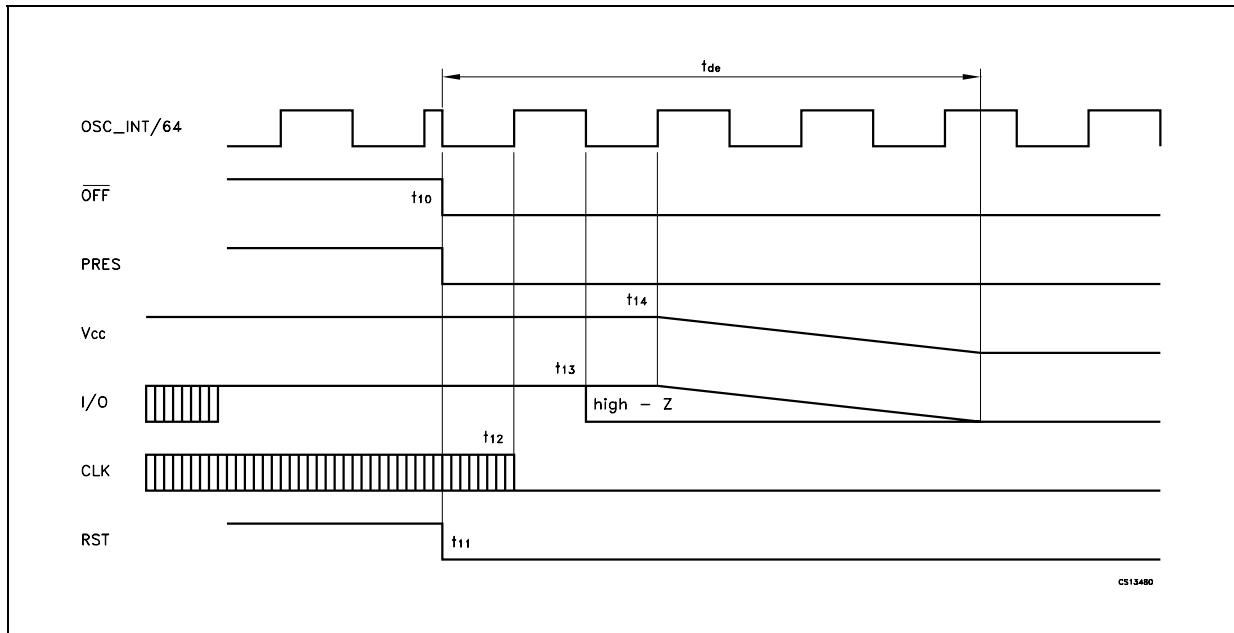 tde
OSC_INT/64
OFF
t10
PRES
t14
Vcc
t13
I/O
high - Z
t12
CLK
RST
t11
CS13480